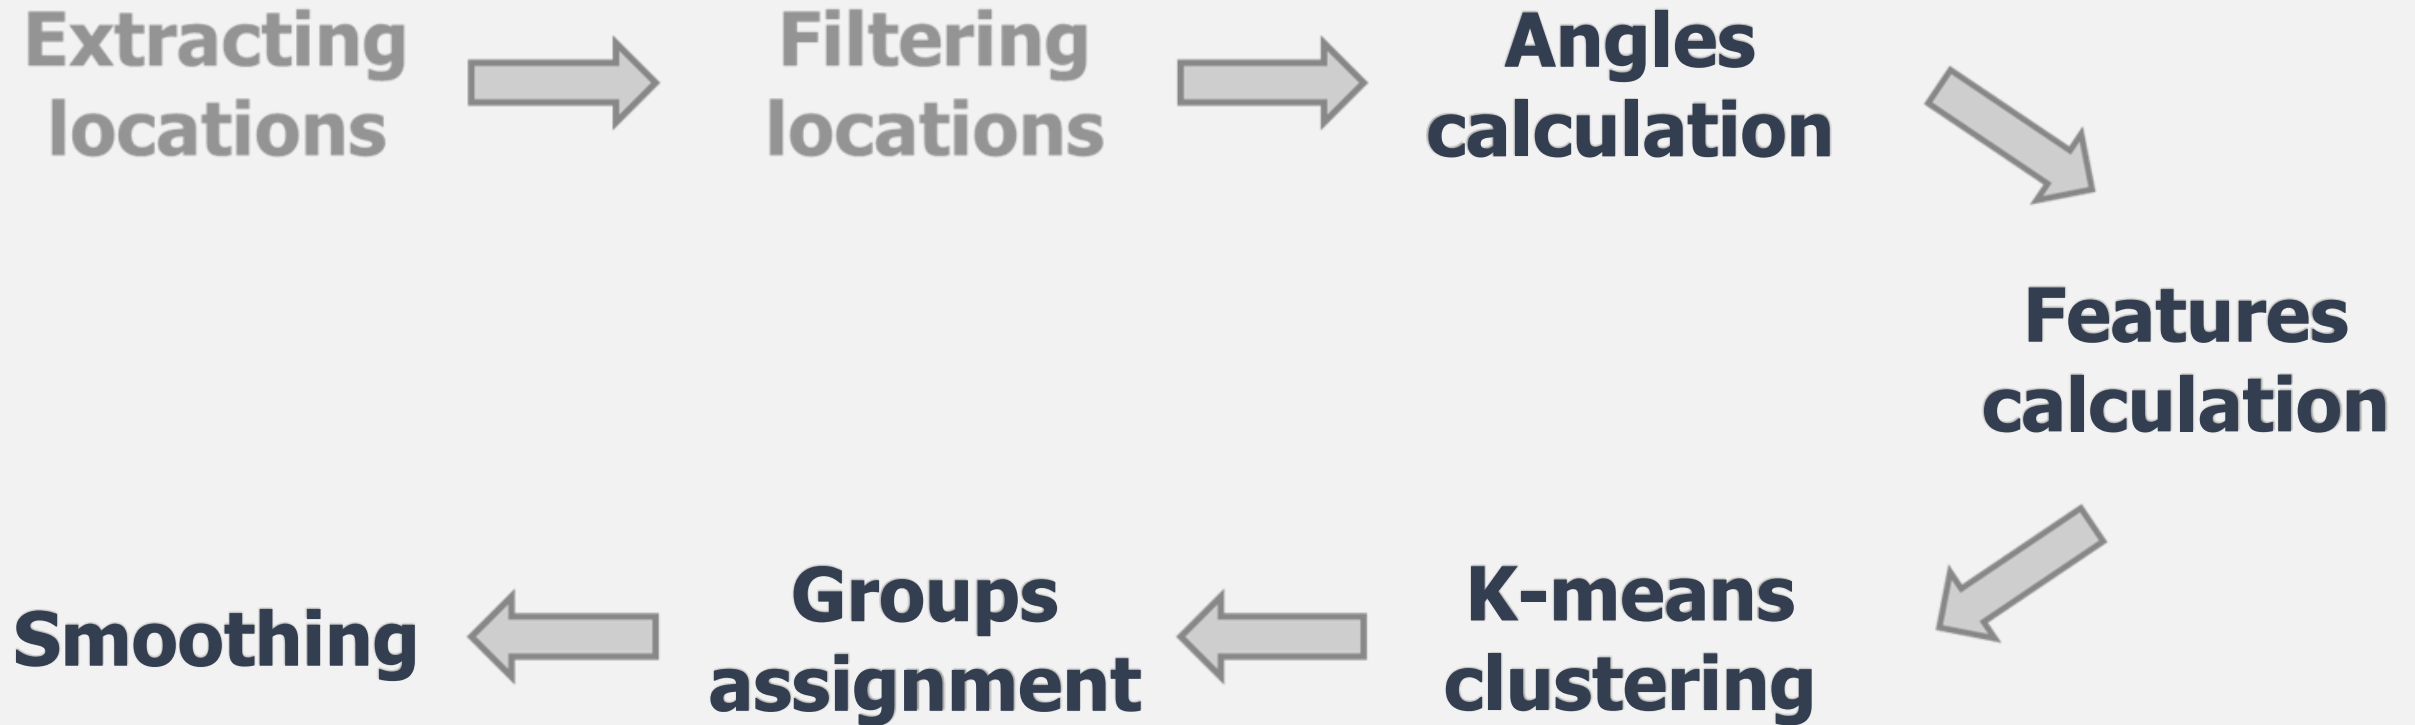 Extracting
locations
Filtering
locations
Angles
calculation
Features
calculation
K-means
clustering
Groups
assignment
Smoothing